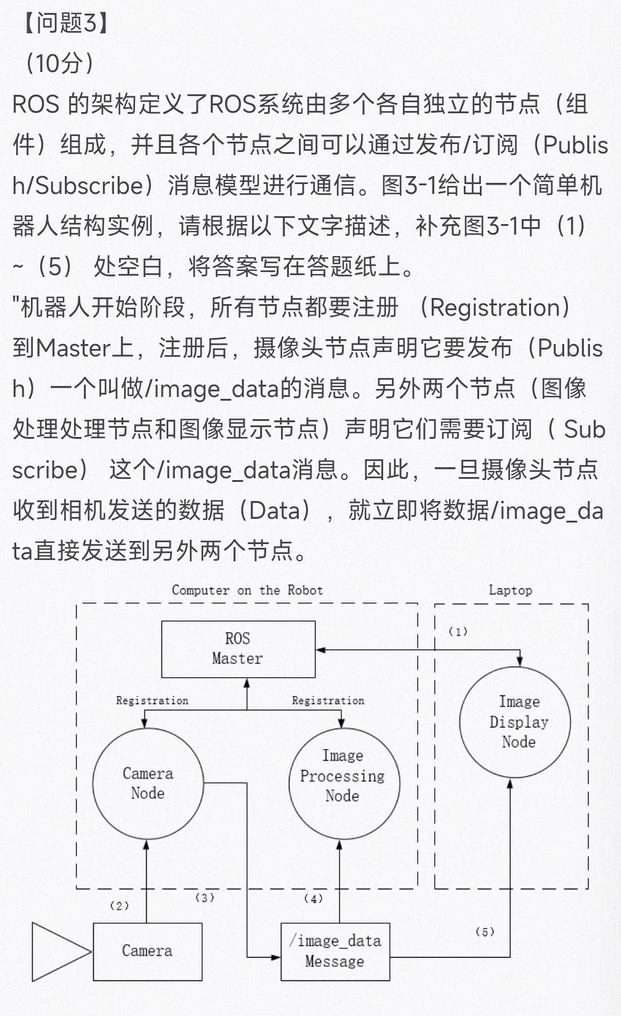 【问题3】
（10分）
ROS 的架构定义了ROS系统由多个各自独立的节点（组
件）组成，并且各个节点之间可以通过发布/订阅（Publis
h/Subscribe）消息模型进行通信。图3-1给出一个简单机
器人结构实例，请根据以下文字描述，补充图3-1中（1）
~（5） 处空白，将答案写在答题纸上。
"机器人开始阶段，所有节点都要注册 （Registration）
到Master上，注册后，摄像头节点声明它要发布（Publis
h）一个叫做/image_data的消息。另外两个节点（图像
处理处理节点和图像显示节点）声明它们需要订阅（ Sub
scribe） 这个/image_data消息。因此，一旦摄像头节点
收到相机发送的数据（Data），就立即将数据/image_da
ta直接发送到另外两个节点。
Computer on the Robot
Laptop
ROS
Master
（1）
Registration
Registration
Image
Display
Node
Camera
Node
Image
Processing
Node
（2）
（3）
（4）
（5）
Camera
/image_data
Message